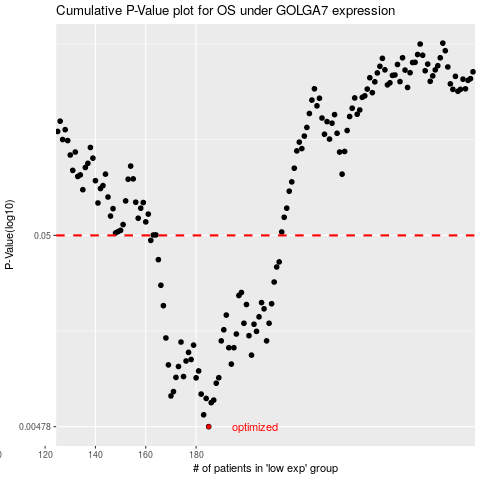 Cumulative P-Value plot for OS under GOLGA7 expression
P-Value(log10)
0.05
0.00478
optimized
0 120 140 160 180
# of patients in 'low exp' group